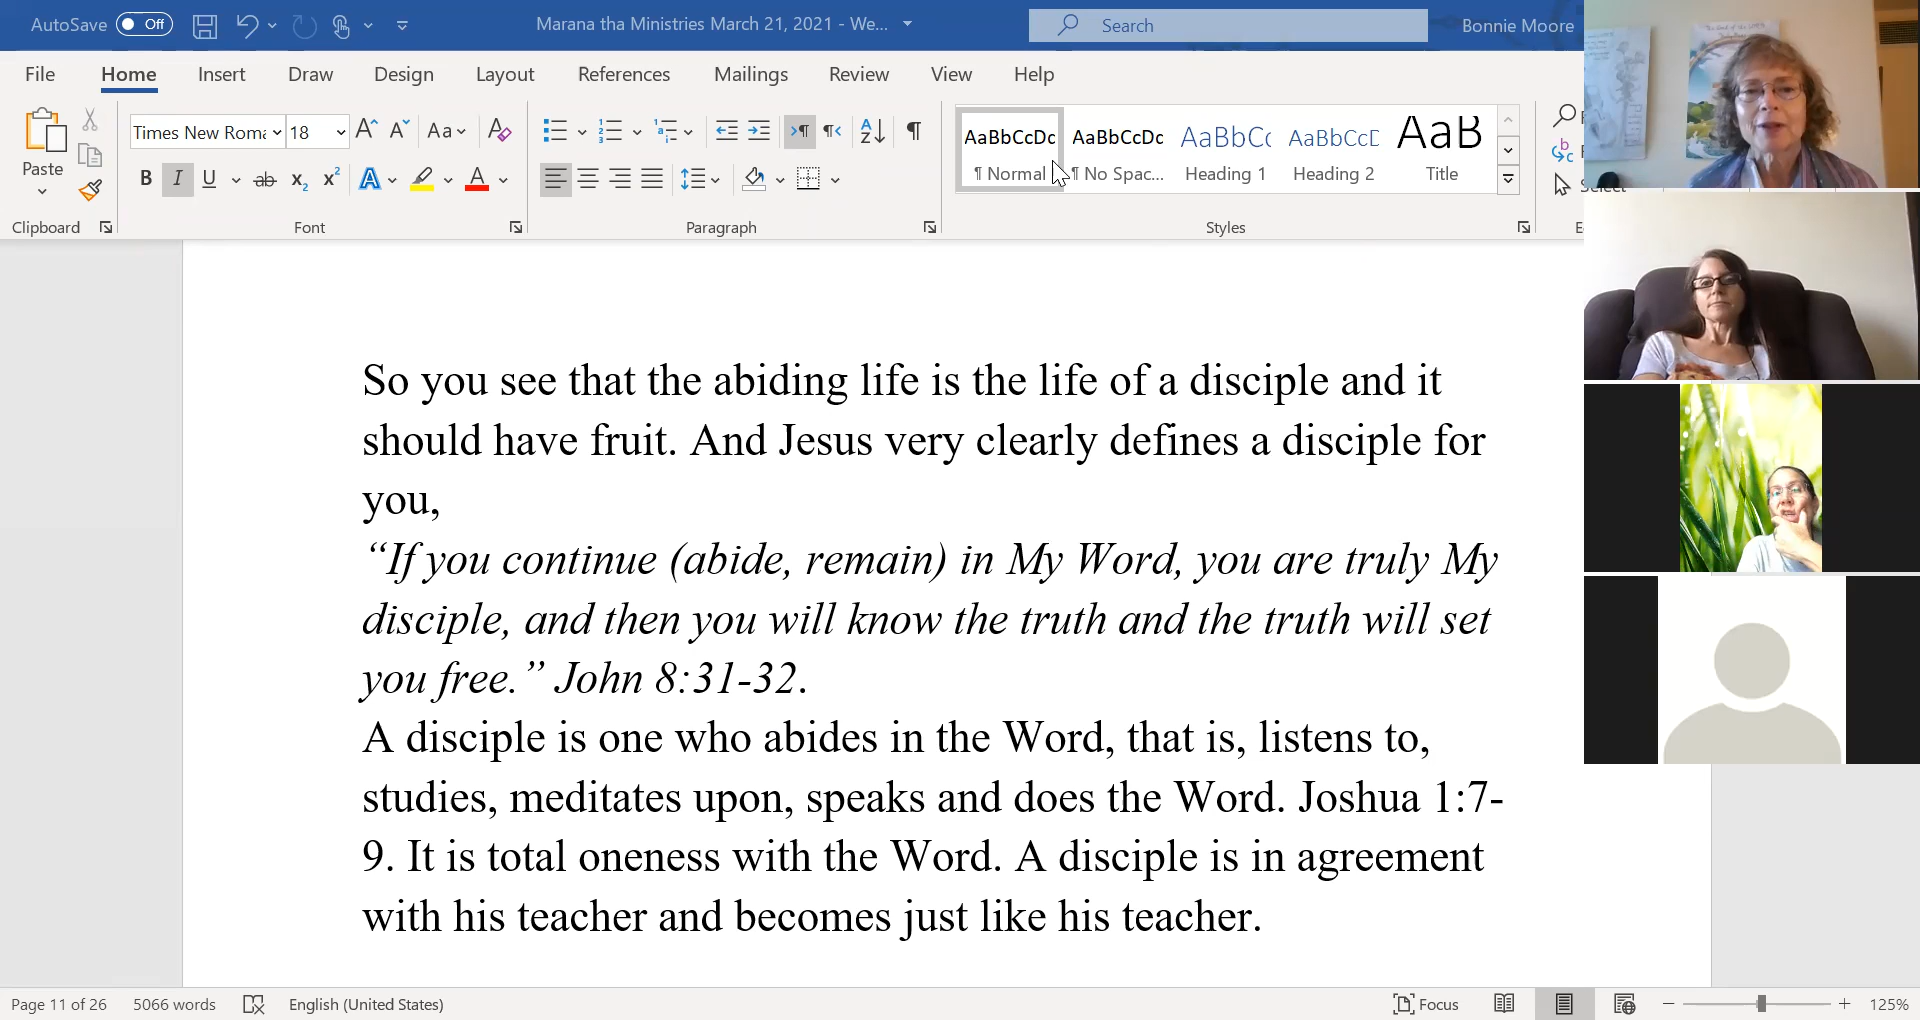 AutoSave Off Marana tha Ministries March 21, 2021 - We... Search Bonnie Moore
File Home Insert Draw Design Layout References Mailings Review View Help
Times New Roma 18 Aa AaBbCcDc AaBbCcDc AaBbCc AaBbCcE AaB
Paste B I U ab x₂ x² A A ¶ Normal ¶ No Spac... Heading 1 Heading 2 Title
Select
Clipboard Font Paragraph Styles
So you see that the abiding life is the life of a disciple and it
should have fruit. And Jesus very clearly defines a disciple for
you,
“If you continue (abide, remain) in My Word, you are truly My
disciple, and then you will know the truth and the truth will set
you free.” John 8:31-32.
A disciple is one who abides in the Word, that is, listens to,
studies, meditates upon, speaks and does the Word. Joshua 1:7-
9. It is total oneness with the Word. A disciple is in agreement
with his teacher and becomes just like his teacher.
Page 11 of 26 5066 words English (United States) Focus 125%